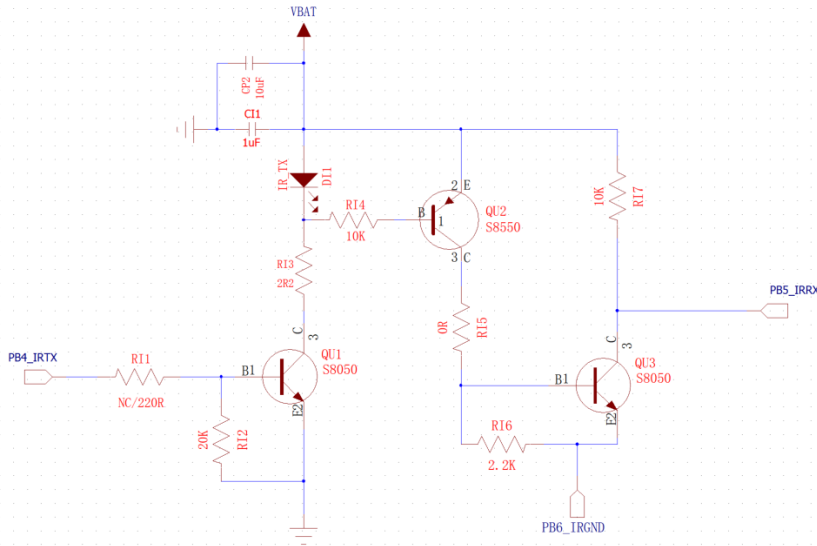 VBAT
CP2
10uF
CI1
1uF
IR_TX
DI1
RI4
10K
2 E
B
1
QU2
S8550
3 C
10K
RI7
RI3
2R2
0R
RI5
PB5_IRRX
C
3
PB4_IRTX
RI1
NC/220R
B1
QU1
S8050
E2
20K
RI2
C
3
B1
QU3
S8050
E2
RI6
2.2K
PB6_IRGND